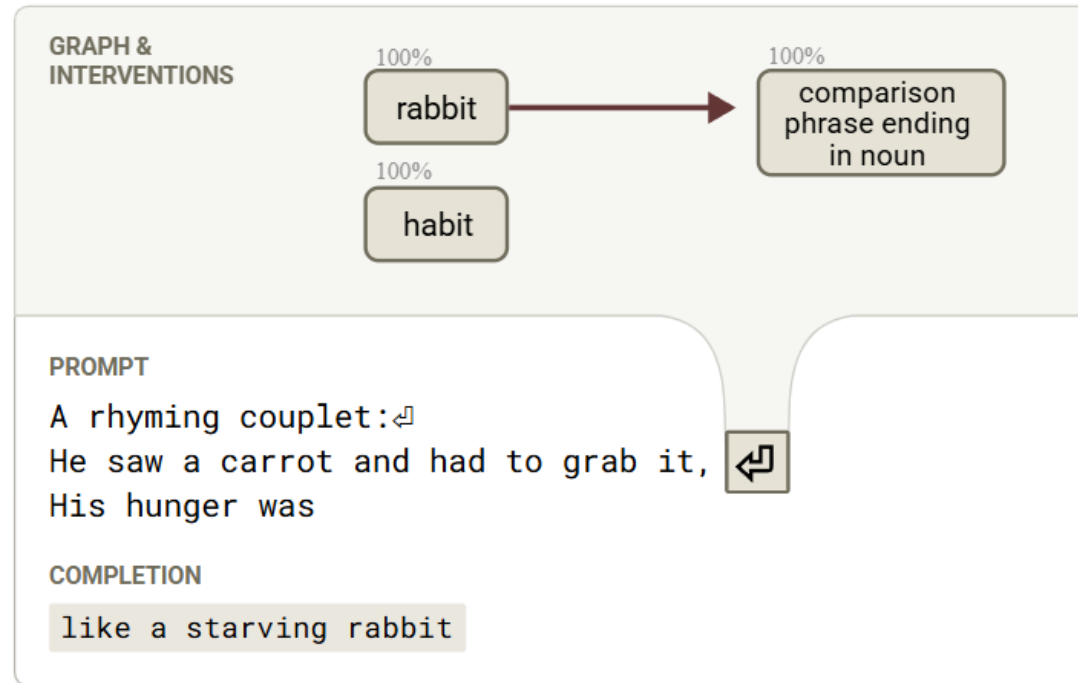 GRAPH &
INTERVENTIONS
100%
rabbit
100%
comparison
phrase ending
in noun
100%
habit
PROMPT
A rhyming couplet:⏎
He saw a carrot and had to grab it, ⏎
His hunger was
COMPLETION
like a starving rabbit